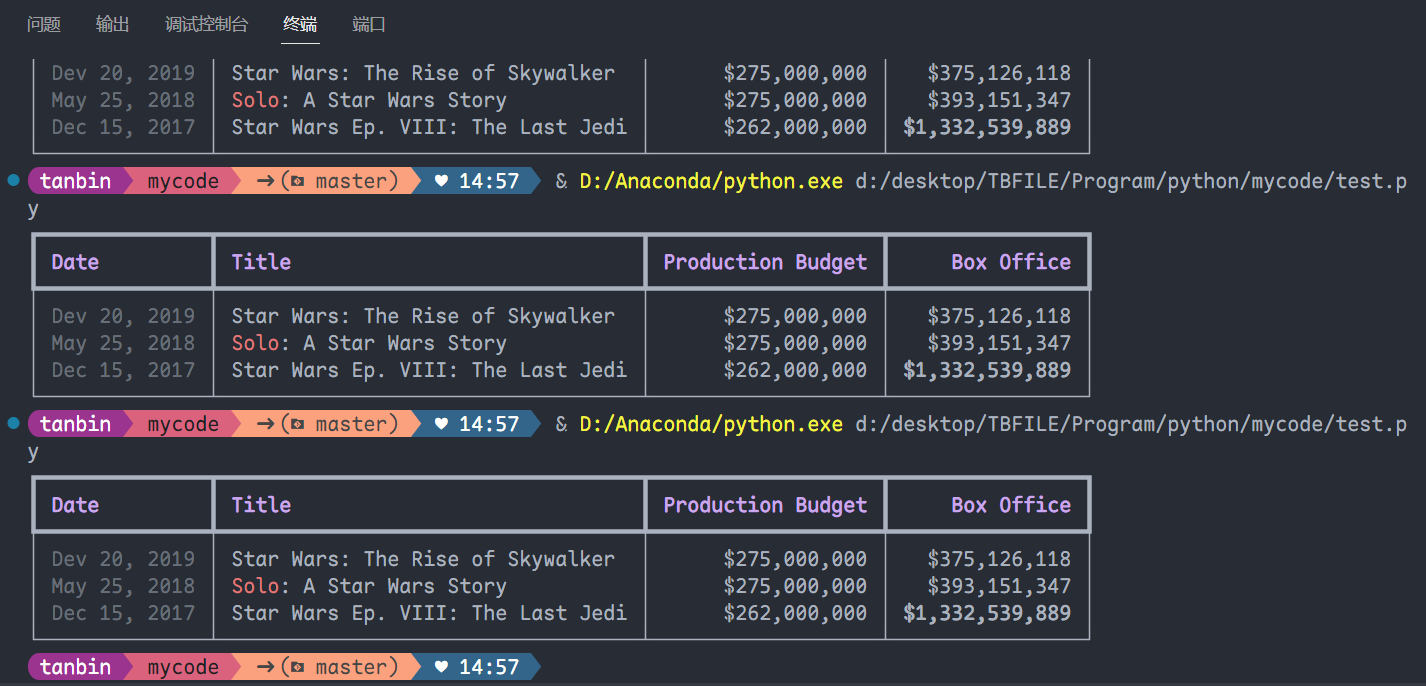 问题 输出 调试控制台 终端 端口
Dev 20, 2019 Star Wars: The Rise of Skywalker $275,000,000 $375,126,118
May 25, 2018 Solo: A Star Wars Story $275,000,000 $393,151,347
Dec 15, 2017 Star Wars Ep. VIII: The Last Jedi $262,000,000 $1,332,539,889
tanbin mycode →( master) ♥ 14:57 & D:/Anaconda/python.exe d:/desktop/TBFILE/Program/python/mycode/test.p
y
Date Title Production Budget Box Office
Dev 20, 2019 Star Wars: The Rise of Skywalker $275,000,000 $375,126,118
May 25, 2018 Solo: A Star Wars Story $275,000,000 $393,151,347
Dec 15, 2017 Star Wars Ep. VIII: The Last Jedi $262,000,000 $1,332,539,889
tanbin mycode →( master) ♥ 14:57 & D:/Anaconda/python.exe d:/desktop/TBFILE/Program/python/mycode/test.p
y
Date Title Production Budget Box Office
Dev 20, 2019 Star Wars: The Rise of Skywalker $275,000,000 $375,126,118
May 25, 2018 Solo: A Star Wars Story $275,000,000 $393,151,347
Dec 15, 2017 Star Wars Ep. VIII: The Last Jedi $262,000,000 $1,332,539,889
tanbin mycode →( master) ♥ 14:57